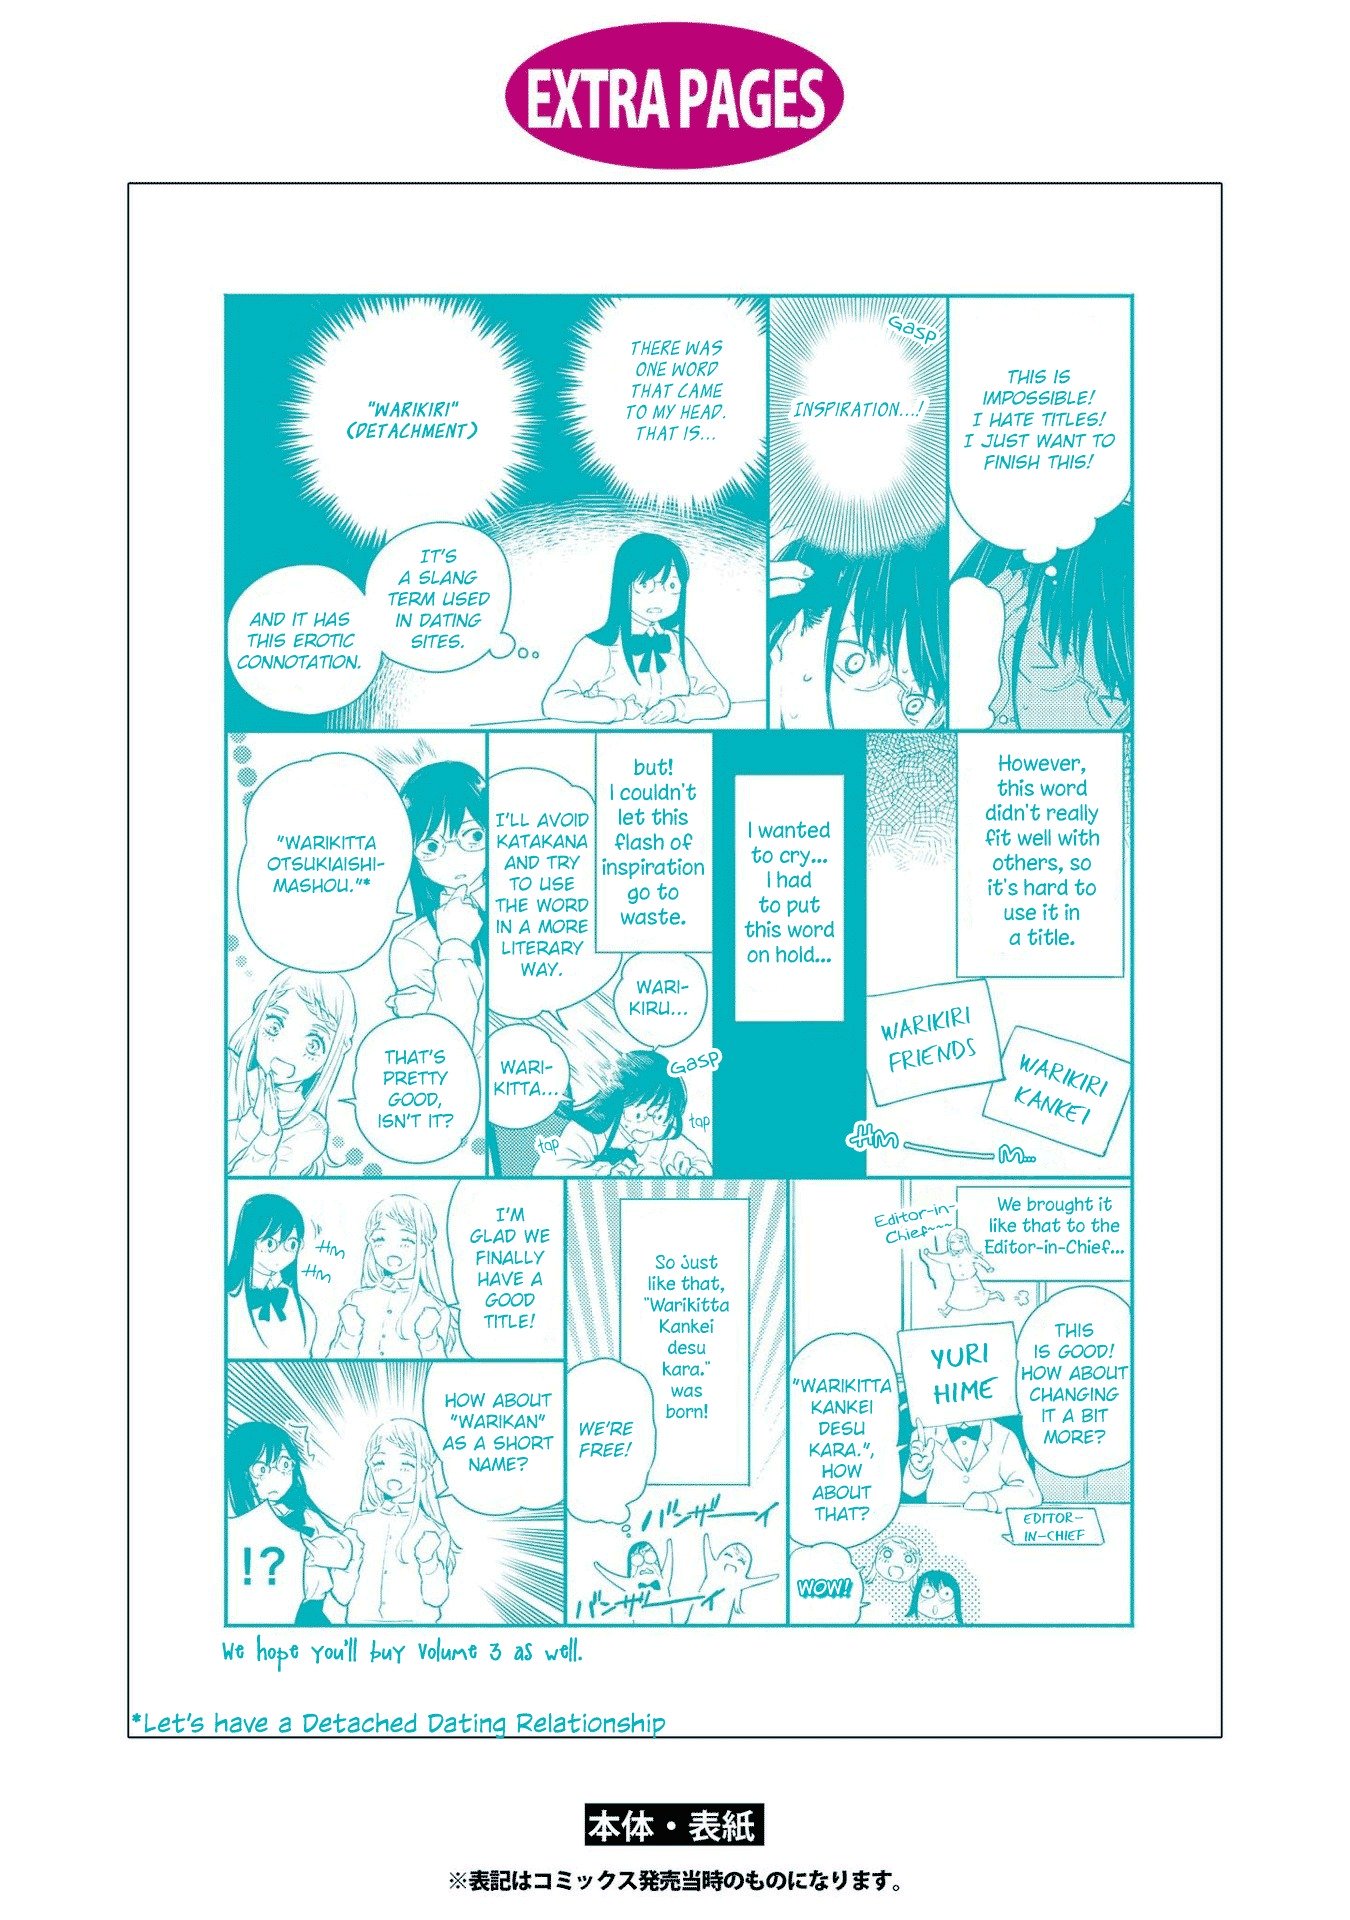 EXTRA PAGES
THIS IS
IMPOSSIBLE!
I HATE TITLES!
I JUST WANT TO
FINISH THIS!
GASP
INSPIRATION...!
THERE WAS
ONE WORD
THAT CAME
TO MY HEAD.
THAT IS...
"WARIKIRI"
(DETACHMENT)
IT'S
A SLANG
TERM USED
IN DATING
SITES.
AND IT HAS
THIS EROTIC
CONNOTATION.
However,
this word
didn't really
fit well with
others, so
it's hard to
use it in
a title.
WARIKIRI
FRIENDS
WARIKIRI
KANKEI
HM
M...
I wanted
to cry...
I had
to put
this word
on hold...
but!
I couldn't
let this
flash of
inspiration
go to
waste.
I'LL AVOID
KATAKANA
AND TRY
TO USE
THE WORD
IN A MORE
LITERARY
WAY.
WARI-
KIRU...
GASP
WARI-
KITTA...
tap
tap
"WARIKITTA
OTSUKIAISHI-
MASHOU."*
THAT'S
PRETTY
GOOD,
ISN'T IT?
We brought it
like that to the
Editor-in-Chief...
Editor-in-
Chief~~~
THIS
IS GOOD!
HOW ABOUT
CHANGING
IT A BIT
MORE?
YURI
HIME
"WARIKITTA
KANKEI
DESU
KARA.",
HOW
ABOUT
THAT?
EDITOR-
IN-CHIEF
WOW!
So just
like that,
"Warikitta
Kankei
desu
kara."
was
born!
WE'RE
FREE!
バンザーイ
バンザーイ
I'M
GLAD WE
FINALLY
HAVE A
GOOD
TITLE!
HM
HM
HOW ABOUT
"WARIKAN"
AS A SHORT
NAME?
!?
We hope you'll buy Volume 3 as well.
*Let's have a Detached Dating Relationship
本体・表紙
※表記はコミックス発売当時のものになります。